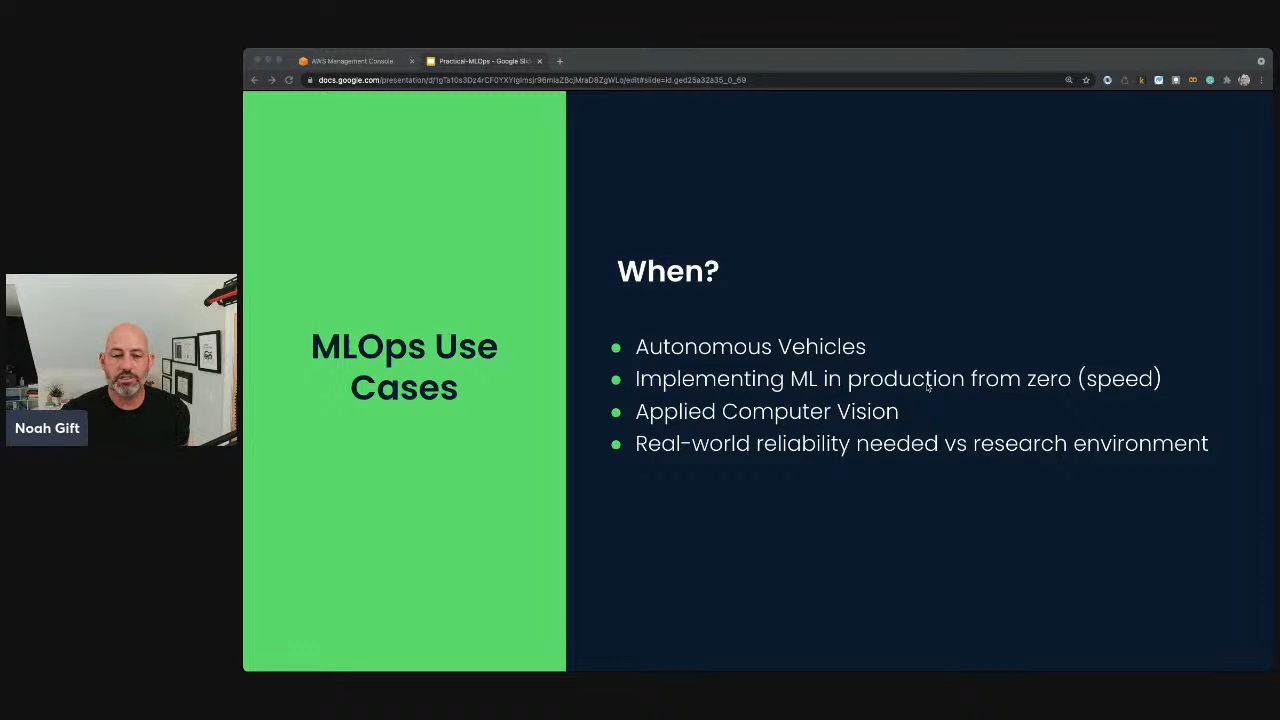 AWS Management Console
Practical-MLOps - Google Slid
MLOps Use
Cases
When?
Autonomous Vehicles
Implementing ML in production from zero (speed)
Applied Computer Vision
Real-world reliability needed vs research environment
Noah Gift